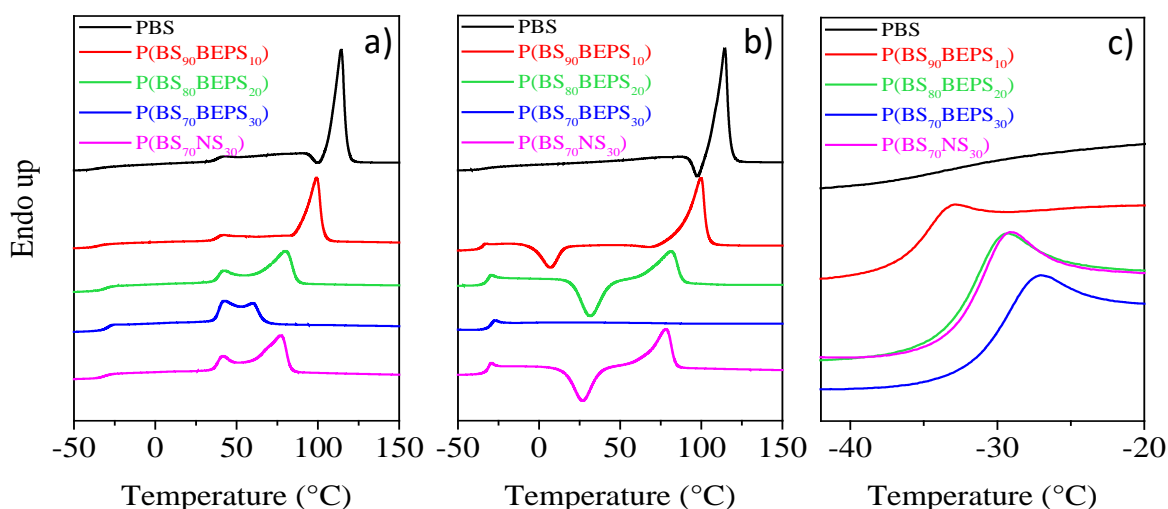 a)
PBS
P(BS₉₀BEPS₁₀)
P(BS₈₀BEPS₂₀)
P(BS₇₀BEPS₃₀)
P(BS₇₀NS₃₀)
b)
PBS
P(BS₉₀BEPS₁₀)
P(BS₈₀BEPS₂₀)
P(BS₇₀BEPS₃₀)
P(BS₇₀NS₃₀)
c)
PBS
P(BS₉₀BEPS₁₀)
P(BS₈₀BEPS₂₀)
P(BS₇₀BEPS₃₀)
P(BS₇₀NS₃₀)
Endo up
-50 0 50 100 150
-50 0 50 100 150
-40 -30 -20
Temperature (°C)
Temperature (°C)
Temperature (°C)